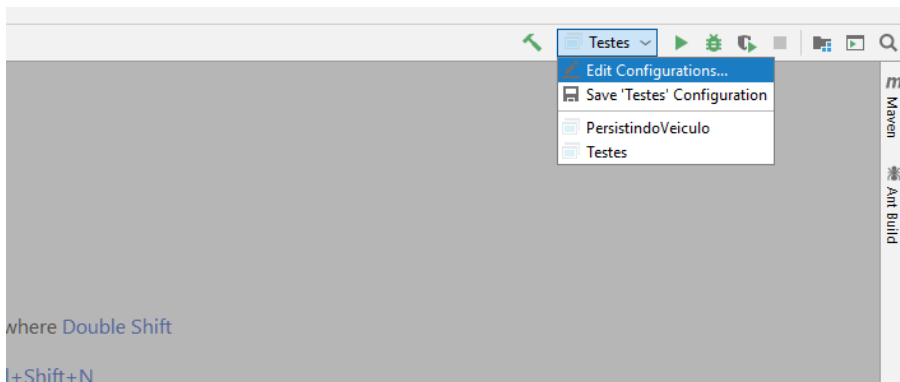 Testes
Edit Configurations...
Save 'Testes' Configuration
PersistindoVeiculo
Testes
Maven
Ant Build
where Double Shift
+Shift+N